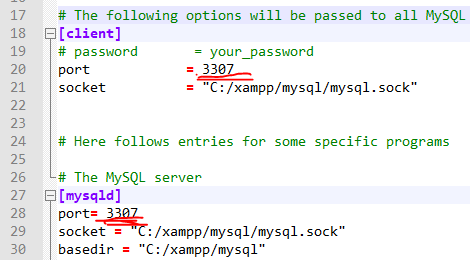 17 # The following options will be passed to all MySQL
18 [client]
19 # password = your_password
20 port = 3307
21 socket = "C:/xampp/mysql/mysql.sock"
22
23
24 # Here follows entries for some specific programs
25
26 # The MySQL server
27 [mysqld]
28 port= 3307
29 socket = "C:/xampp/mysql/mysql.sock"
30 basedir = "C:/xampp/mysql"